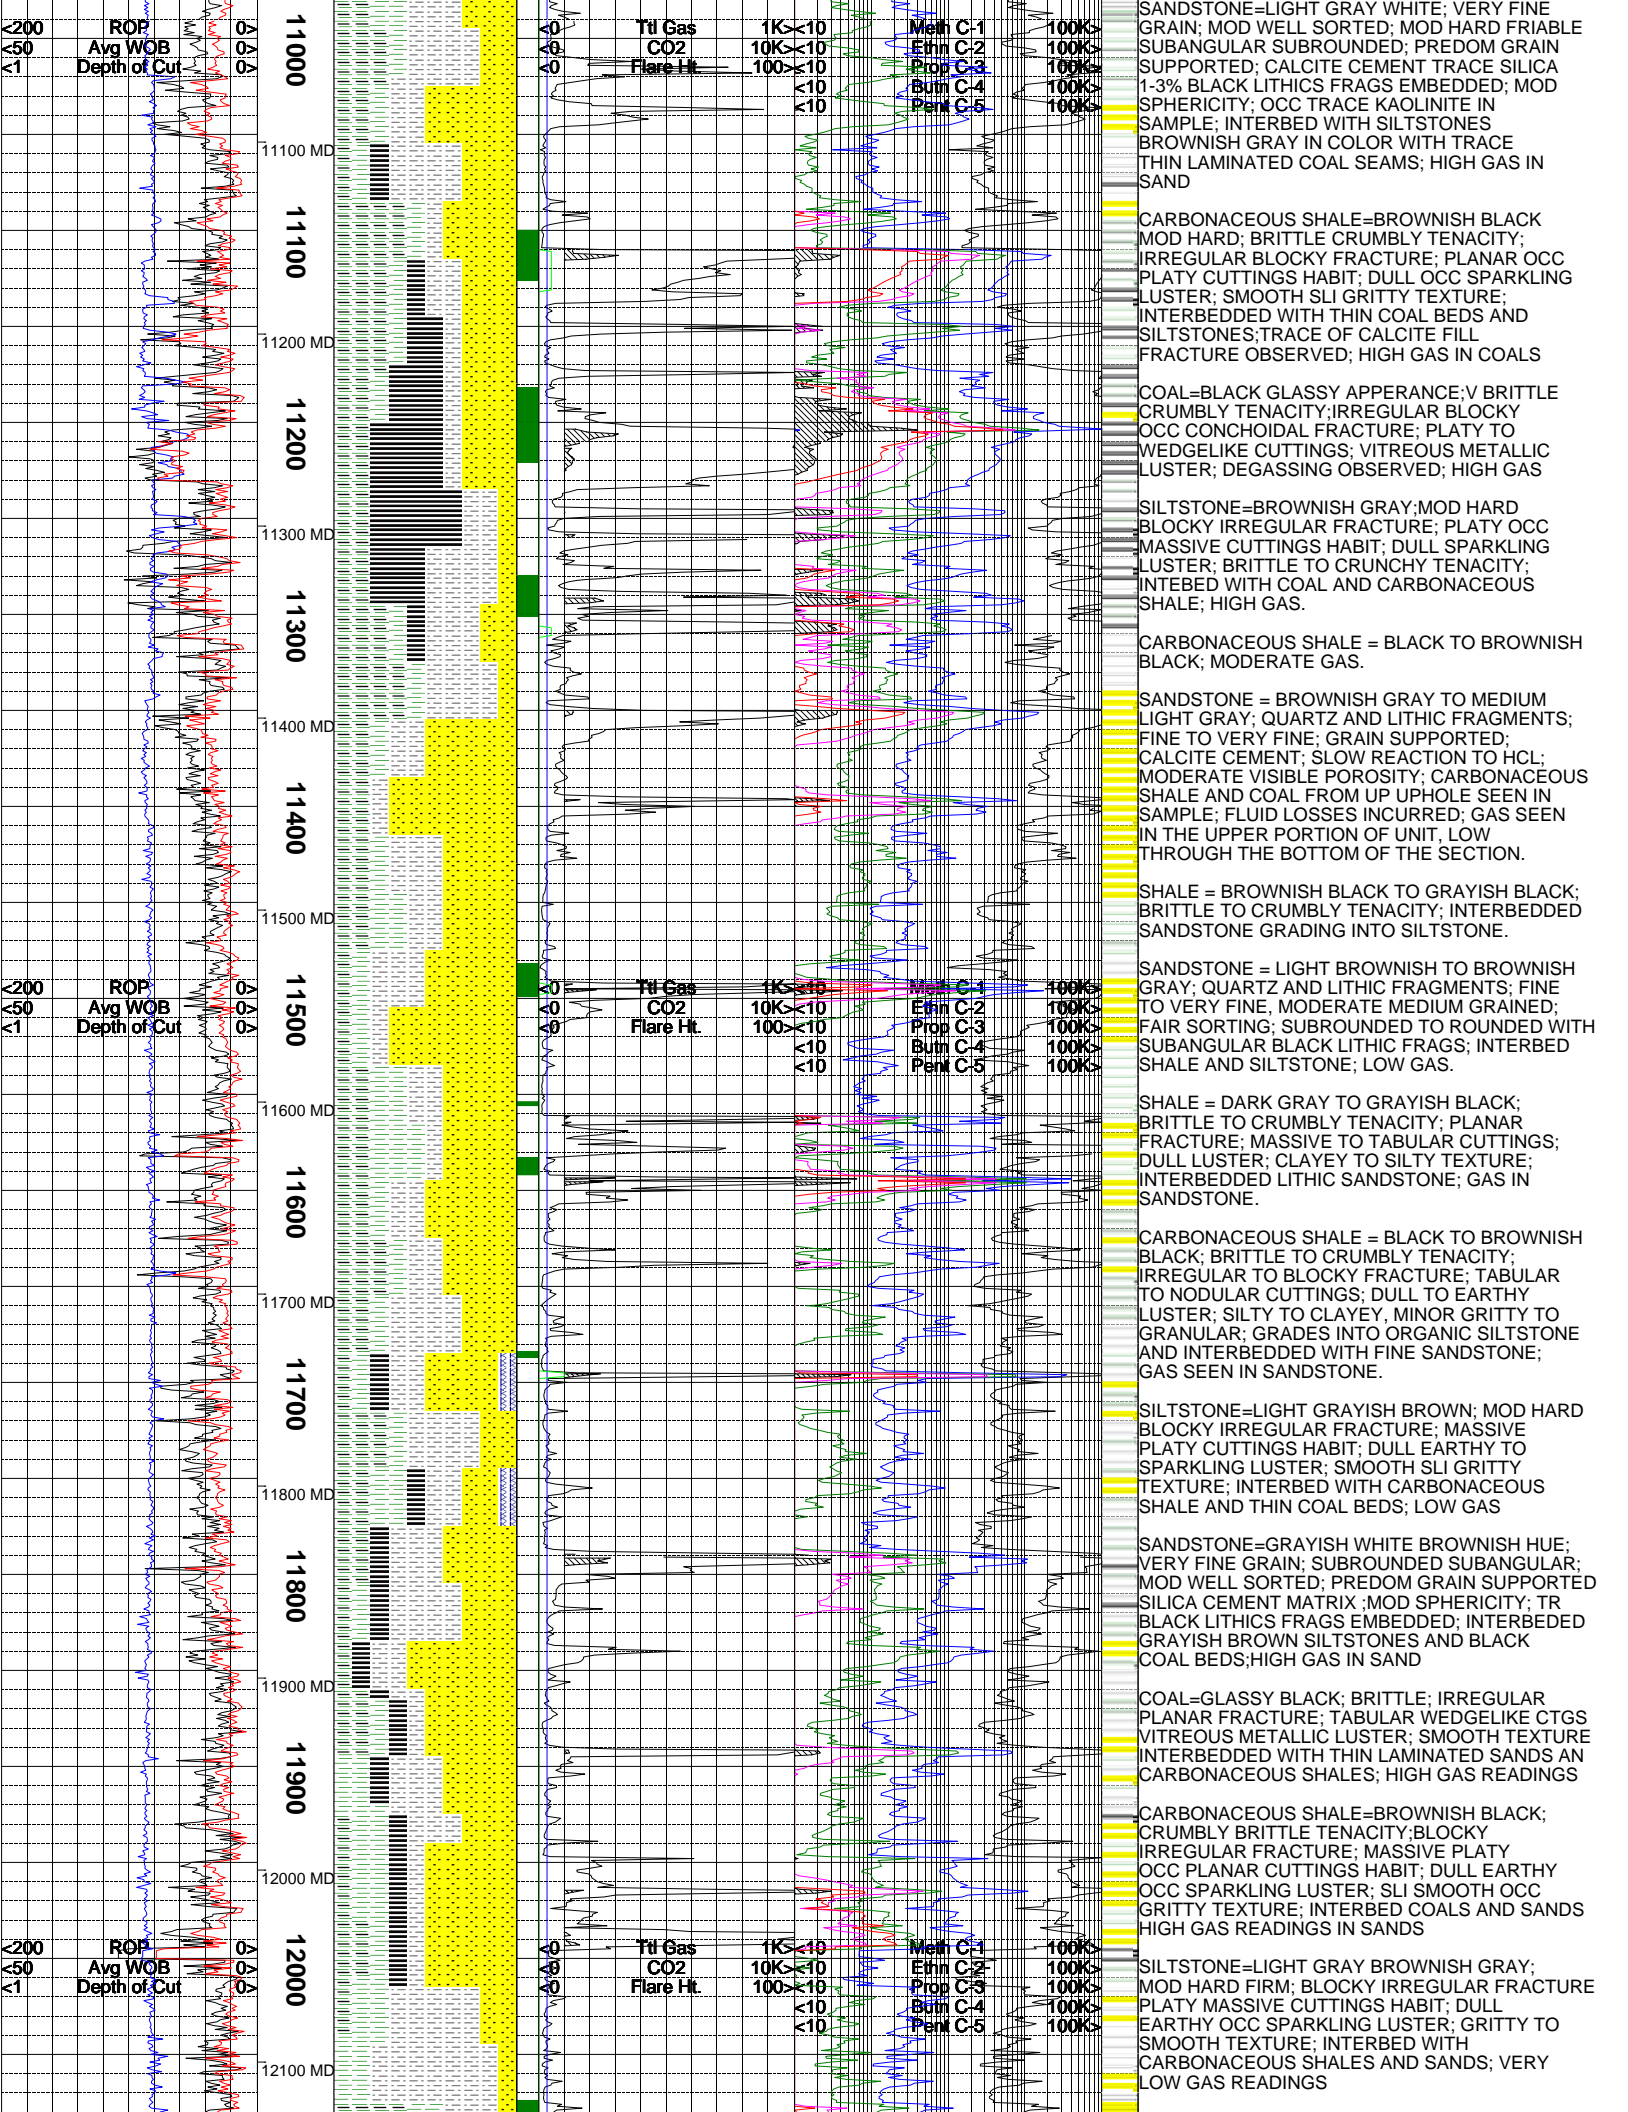 <200 ROP 0>
<50 Avg WOB 0>
<1 Depth of Cut 0>
11000
11100 MD
11100
11200 MD
11200
11300 MD
11300
11400 MD
11400
11500 MD
<200 ROP 0>
<50 Avg WOB 0>
<1 Depth of Cut 0>
11500
11600 MD
11600
11700 MD
11700
11800 MD
11800
11900 MD
11900
12000 MD
<200 ROP 0>
<50 Avg WOB 0>
<1 Depth of Cut 0>
12000
12100 MD
<0 Ttl Gas 1K>
<0 CO2 10K>
<0 Flare Ht. 100>
<10 Meth C-1 100K>
<10 Ethn C-2 100K>
<10 Prop C-3 100K>
<10 Butn C-4 100K>
<10 Pent C-5 100K>
<0 Ttl Gas 1K>
<0 CO2 10K>
<0 Flare Ht. 100>
<10 Meth C-1 100K>
<10 Ethn C-2 100K>
<10 Prop C-3 100K>
<10 Butn C-4 100K>
<10 Pent C-5 100K>
<0 Ttl Gas 1K>
<0 CO2 10K>
<0 Flare Ht. 100>
<10 Meth C-1 100K>
<10 Ethn C-2 100K>
<10 Prop C-3 100K>
<10 Butn C-4 100K>
<10 Pent C-5 100K>
SANDSTONE=LIGHT GRAY WHITE; VERY FINE
GRAIN; MOD WELL SORTED; MOD HARD FRIABLE
SUBANGULAR SUBROUNDED; PREDOM GRAIN
SUPPORTED; CALCITE CEMENT TRACE SILICA
1-3% BLACK LITHICS FRAGS EMBEDDED; MOD
SPHERICITY; OCC TRACE KAOLINITE IN
SAMPLE; INTERBED WITH SILTSTONES
BROWNISH GRAY IN COLOR WITH TRACE
THIN LAMINATED COAL SEAMS; HIGH GAS IN
SAND
CARBONACEOUS SHALE=BROWNISH BLACK
MOD HARD; BRITTLE CRUMBLY TENACITY;
IRREGULAR BLOCKY FRACTURE; PLANAR OCC
PLATY CUTTINGS HABIT; DULL OCC SPARKLING
LUSTER; SMOOTH SLI GRITTY TEXTURE;
INTERBEDDED WITH THIN COAL BEDS AND
SILTSTONES;TRACE OF CALCITE FILL
FRACTURE OBSERVED; HIGH GAS IN COALS
COAL=BLACK GLASSY APPERANCE;V BRITTLE
CRUMBLY TENACITY;IRREGULAR BLOCKY
OCC CONCHOIDAL FRACTURE; PLATY TO
WEDGELIKE CUTTINGS; VITREOUS METALLIC
LUSTER; DEGASSING OBSERVED; HIGH GAS
SILTSTONE=BROWNISH GRAY;MOD HARD
BLOCKY IRREGULAR FRACTURE; PLATY OCC
MASSIVE CUTTINGS HABIT; DULL SPARKLING
LUSTER; BRITTLE TO CRUNCHY TENACITY;
INTEBED WITH COAL AND CARBONACEOUS
SHALE; HIGH GAS.
CARBONACEOUS SHALE = BLACK TO BROWNISH
BLACK; MODERATE GAS.
SANDSTONE = BROWNISH GRAY TO MEDIUM
LIGHT GRAY; QUARTZ AND LITHIC FRAGMENTS;
FINE TO VERY FINE; GRAIN SUPPORTED;
CALCITE CEMENT; SLOW REACTION TO HCL;
MODERATE VISIBLE POROSITY; CARBONACEOUS
SHALE AND COAL FROM UP UPHOLE SEEN IN
SAMPLE; FLUID LOSSES INCURRED; GAS SEEN
IN THE UPPER PORTION OF UNIT, LOW
THROUGH THE BOTTOM OF THE SECTION.
SHALE = BROWNISH BLACK TO GRAYISH BLACK;
BRITTLE TO CRUMBLY TENACITY; INTERBEDDED
SANDSTONE GRADING INTO SILTSTONE.
SANDSTONE = LIGHT BROWNISH TO BROWNISH
GRAY; QUARTZ AND LITHIC FRAGMENTS; FINE
TO VERY FINE, MODERATE MEDIUM GRAINED;
FAIR SORTING; SUBROUNDED TO ROUNDED WITH
SUBANGULAR BLACK LITHIC FRAGS; INTERBED
SHALE AND SILTSTONE; LOW GAS.
SHALE = DARK GRAY TO GRAYISH BLACK;
BRITTLE TO CRUMBLY TENACITY; PLANAR
FRACTURE; MASSIVE TO TABULAR CUTTINGS;
DULL LUSTER; CLAYEY TO SILTY TEXTURE;
INTERBEDDED LITHIC SANDSTONE; GAS IN
SANDSTONE.
CARBONACEOUS SHALE = BLACK TO BROWNISH
BLACK; BRITTLE TO CRUMBLY TENACITY;
IRREGULAR TO BLOCKY FRACTURE; TABULAR
TO NODULAR CUTTINGS; DULL TO EARTHY
LUSTER; SILTY TO CLAYEY, MINOR GRITTY TO
GRANULAR; GRADES INTO ORGANIC SILTSTONE
AND INTERBEDDED WITH FINE SANDSTONE;
GAS SEEN IN SANDSTONE.
SILTSTONE=LIGHT GRAYISH BROWN; MOD HARD
BLOCKY IRREGULAR FRACTURE; MASSIVE
PLATY CUTTINGS HABIT; DULL EARTHY TO
SPARKLING LUSTER; SMOOTH SLI GRITTY
TEXTURE; INTERBED WITH CARBONACEOUS
SHALE AND THIN COAL BEDS; LOW GAS
SANDSTONE=GRAYISH WHITE BROWNISH HUE;
VERY FINE GRAIN; SUBROUNDED SUBANGULAR;
MOD WELL SORTED; PREDOM GRAIN SUPPORTED
SILICA CEMENT MATRIX ;MOD SPHERICITY; TR
BLACK LITHICS FRAGS EMBEDDED; INTERBEDED
GRAYISH BROWN SILTSTONES AND BLACK
COAL BEDS;HIGH GAS IN SAND
COAL=GLASSY BLACK; BRITTLE; IRREGULAR
PLANAR FRACTURE; TABULAR WEDGELIKE CTGS
VITREOUS METALLIC LUSTER; SMOOTH TEXTURE
INTERBEDDED WITH THIN LAMINATED SANDS AN
CARBONACEOUS SHALES; HIGH GAS READINGS
CARBONACEOUS SHALE=BROWNISH BLACK;
CRUMBLY BRITTLE TENACITY;BLOCKY
IRREGULAR FRACTURE; MASSIVE PLATY
OCC PLANAR CUTTINGS HABIT; DULL EARTHY
OCC SPARKLING LUSTER; SLI SMOOTH OCC
GRITTY TEXTURE; INTERBED COALS AND SANDS
HIGH GAS READINGS IN SANDS
SILTSTONE=LIGHT GRAY BROWNISH GRAY;
MOD HARD FIRM; BLOCKY IRREGULAR FRACTURE
PLATY MASSIVE CUTTINGS HABIT; DULL
EARTHY OCC SPARKLING LUSTER; GRITTY TO
SMOOTH TEXTURE; INTERBED WITH
CARBONACEOUS SHALES AND SANDS; VERY
LOW GAS READINGS